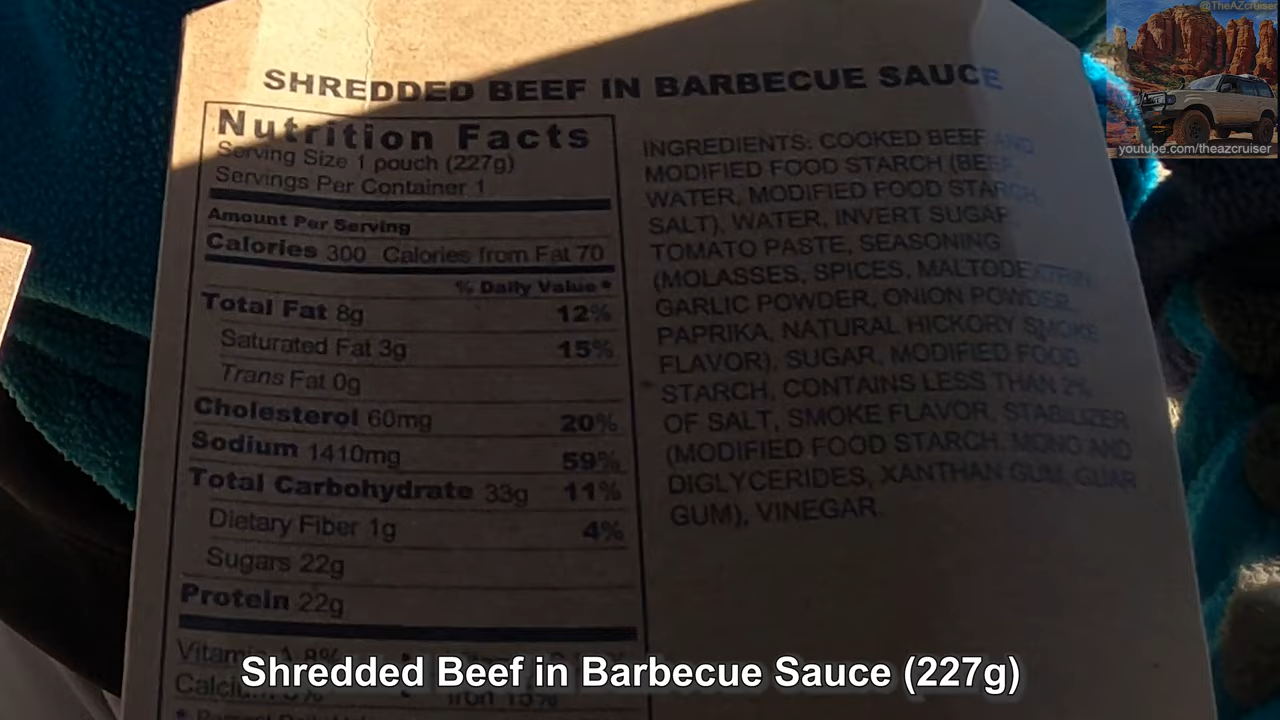 @TheAZcruiser
youtube.com/theazcruiser
SHREDDED BEEF IN BARBECUE SAUCE
Nutrition Facts
Serving Size 1 pouch (227g)
Servings Per Container 1
Amount Per Serving
Calories 300 Calories from Fat 70
% Daily Value*
Total Fat 8g 12%
Saturated Fat 3g 15%
Trans Fat 0g
Cholesterol 60mg 20%
Sodium 1410mg 59%
Total Carbohydrate 33g 11%
Dietary Fiber 1g 4%
Sugars 22g
Protein 22g
INGREDIENTS: COOKED BEEF AND
MODIFIED FOOD STARCH (BEEF,
WATER, MODIFIED FOOD STARCH,
SALT), WATER, INVERT SUGAR,
TOMATO PASTE, SEASONING
(MOLASSES, SPICES, MALTODEXTRIN,
GARLIC POWDER, ONION POWDER,
PAPRIKA, NATURAL HICKORY SMOKE
FLAVOR), SUGAR, MODIFIED FOOD
STARCH, CONTAINS LESS THAN 2%
OF SALT, SMOKE FLAVOR, STABILIZER
(MODIFIED FOOD STARCH, MONO AND
DIGLYCERIDES, XANTHAN GUM, GUAR
GUM), VINEGAR.
Shredded Beef in Barbecue Sauce (227g)